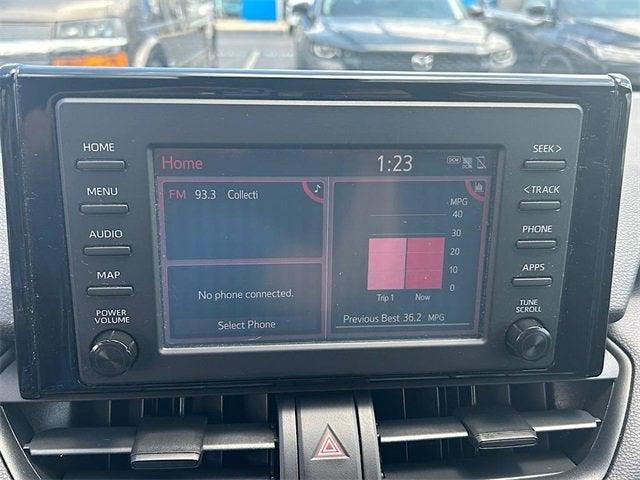 HOME
MENU
AUDIO
MAP
POWER
VOLUME
Home
1:23
DCM
FM 93.3 Collecti
No phone connected.
Select Phone
MPG
40
30
20
10
0
Trip 1 Now
Previous Best 36.2 MPG
SEEK >
< TRACK
PHONE
APPS
TUNE
SCROLL